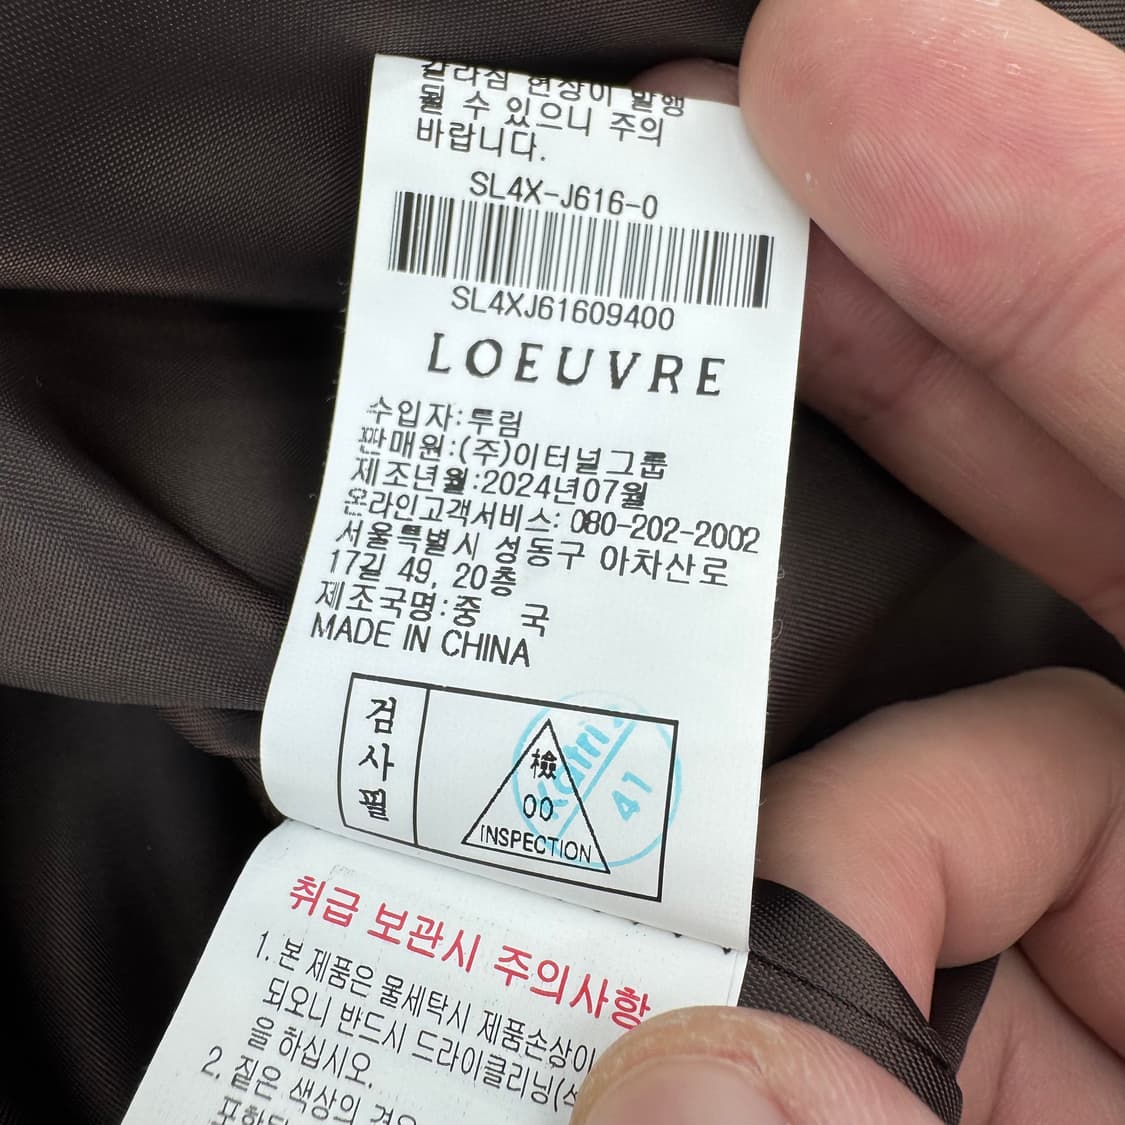 갈라짐 현상이 발행
될 수 있으니 주의
바랍니다.
SL4X-J616-0
SL4XJ61609400
LOEUVRE
수입자:투림
판매원:(주)이터널그룹
제조년월:2024년07월
온라인고객서비스: 080-202-2002
서울특별시 성동구 아차산로
17길 49, 20층
제조국명:중 국
MADE IN CHINA
검사필
檢
00
INSPECTION
Katri
41
취급 보관시 주의사항
1. 본 제품은 물세탁시 제품손상이
되오니 반드시 드라이클리닝(석
을 하십시오.
2. 짙은 색상의 경우